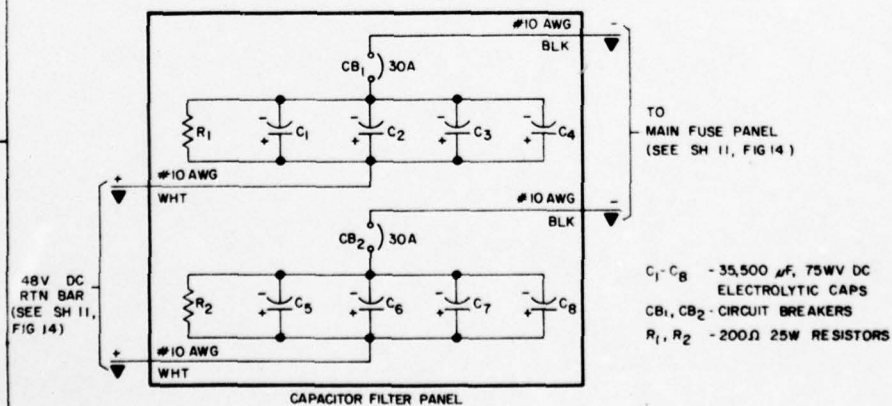 #10 AWG -
BLK
CB1 30A
R1 - + C1 - + C2 - + C3 - + C4
+ #10 AWG
WHT
TO
MAIN FUSE PANEL
(SEE SH 11, FIG 14)
#10 AWG -
BLK
CB2 30A
R2 - + C5 - + C6 - + C7 - + C8
+ #10 AWG
WHT
48V DC
RTN BAR
(SEE SH 11,
FIG 14)
C1-C8 - 35,500 µF, 75WV DC
ELECTROLYTIC CAPS
CB1, CB2 - CIRCUIT BREAKERS
R1, R2 - 200Ω 25W RESISTORS
CAPACITOR FILTER PANEL